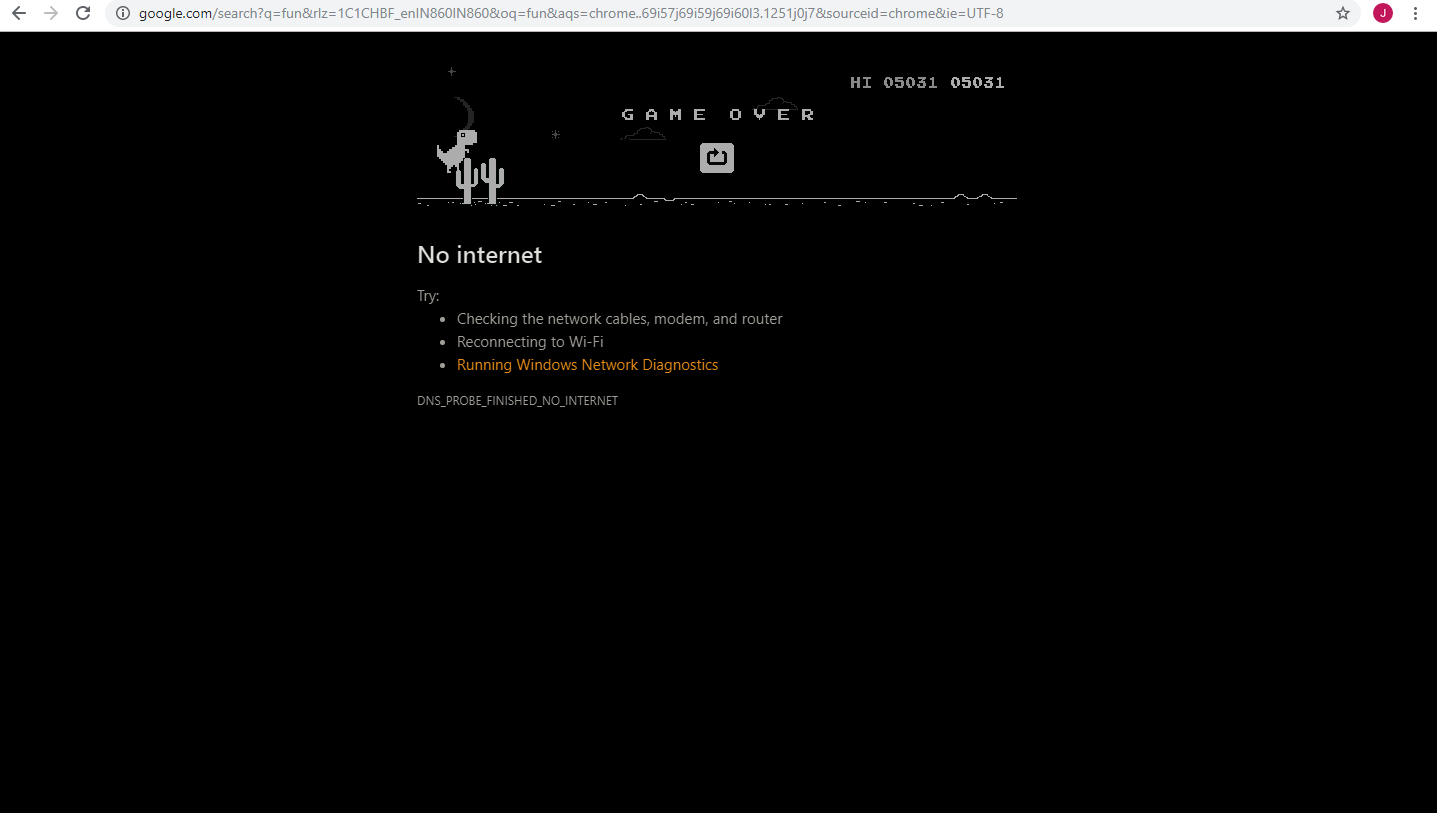 google.com/search?q=fun&rlz=1C1CHBF_enIN860IN860&oq=fun&aqs=chrome..69i57j69i59j69i60l3.1251j0j7&sourceid=chrome&ie=UTF-8
J
HI 05031 05031
GAME OVER
No internet
Try:
• Checking the network cables, modem, and router
• Reconnecting to Wi-Fi
• Running Windows Network Diagnostics
DNS_PROBE_FINISHED_NO_INTERNET